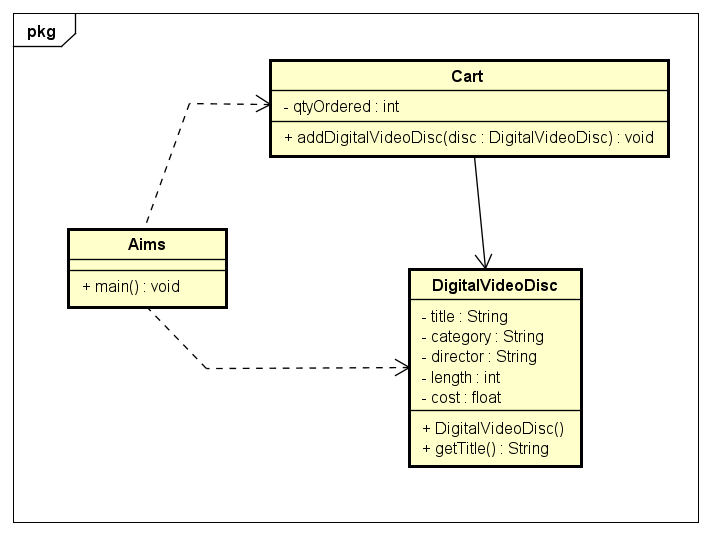 pkg
Cart
- qtyOrdered : int
+ addDigitalVideoDisc(disc : DigitalVideoDisc) : void
Aims
+ main() : void
DigitalVideoDisc
- title : String
- category : String
- director : String
- length : int
- cost : float
+ DigitalVideoDisc()
+ getTitle() : String